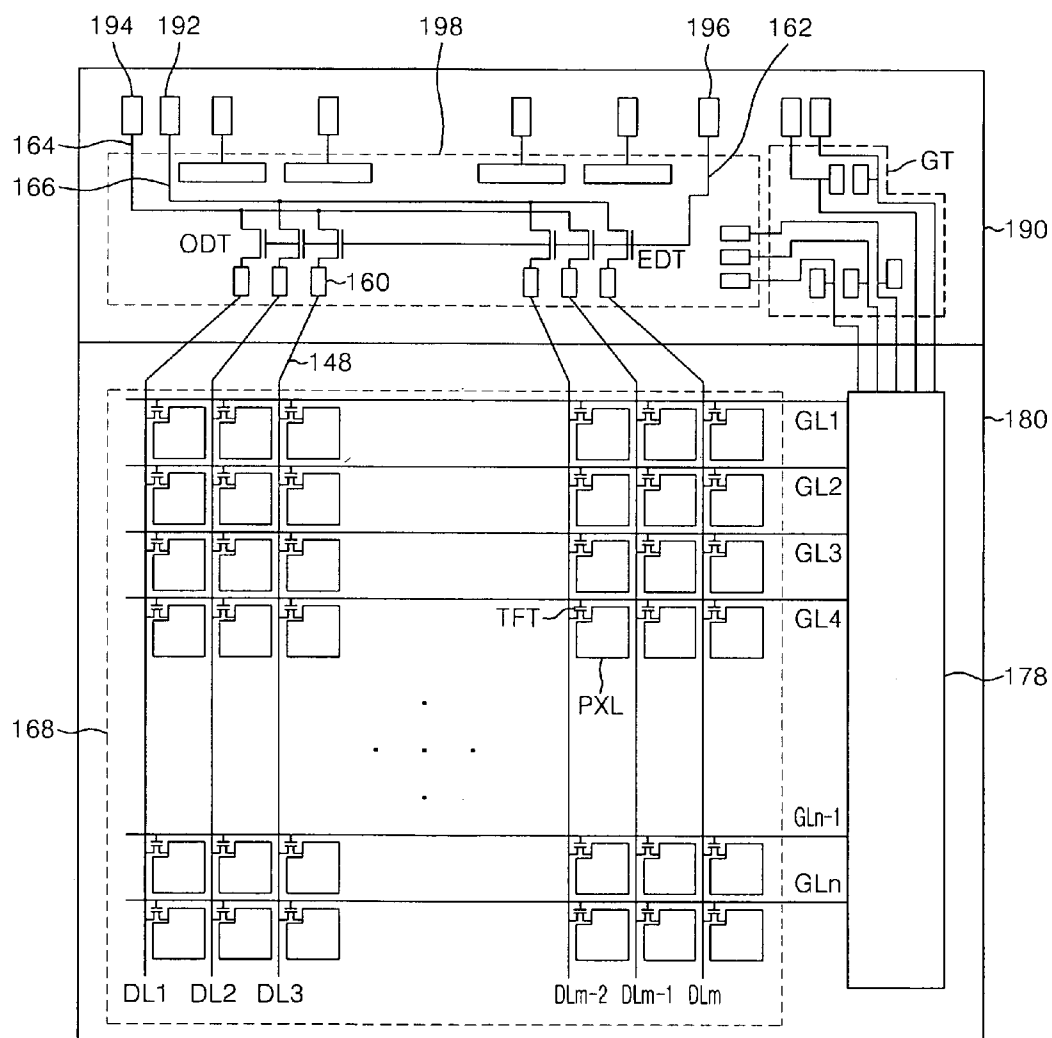 194 192 198 196 162
164
GT
166
190
ODT
EDT
160
148
GL1
180
GL2
GL3
TFT
GL4
178
PXL
168
GLn-1
GLn
DL1 DL2 DL3 DLm-2 DLm-1 DLm